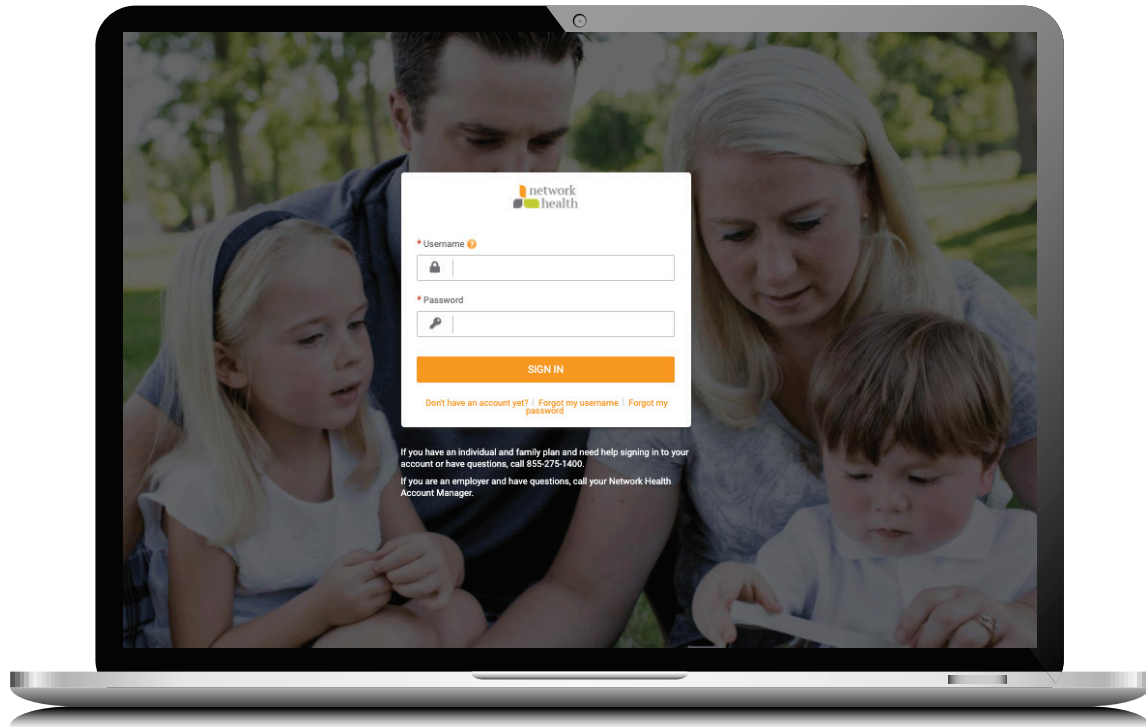 network
health
* Username ?
* Password
SIGN IN
Don't have an account yet? | Forgot my username | Forgot my
password
If you have an individual and family plan and need help signing in to your
account or have questions, call 855-275-1400.
If you are an employer and have questions, call your Network Health
Account Manager.